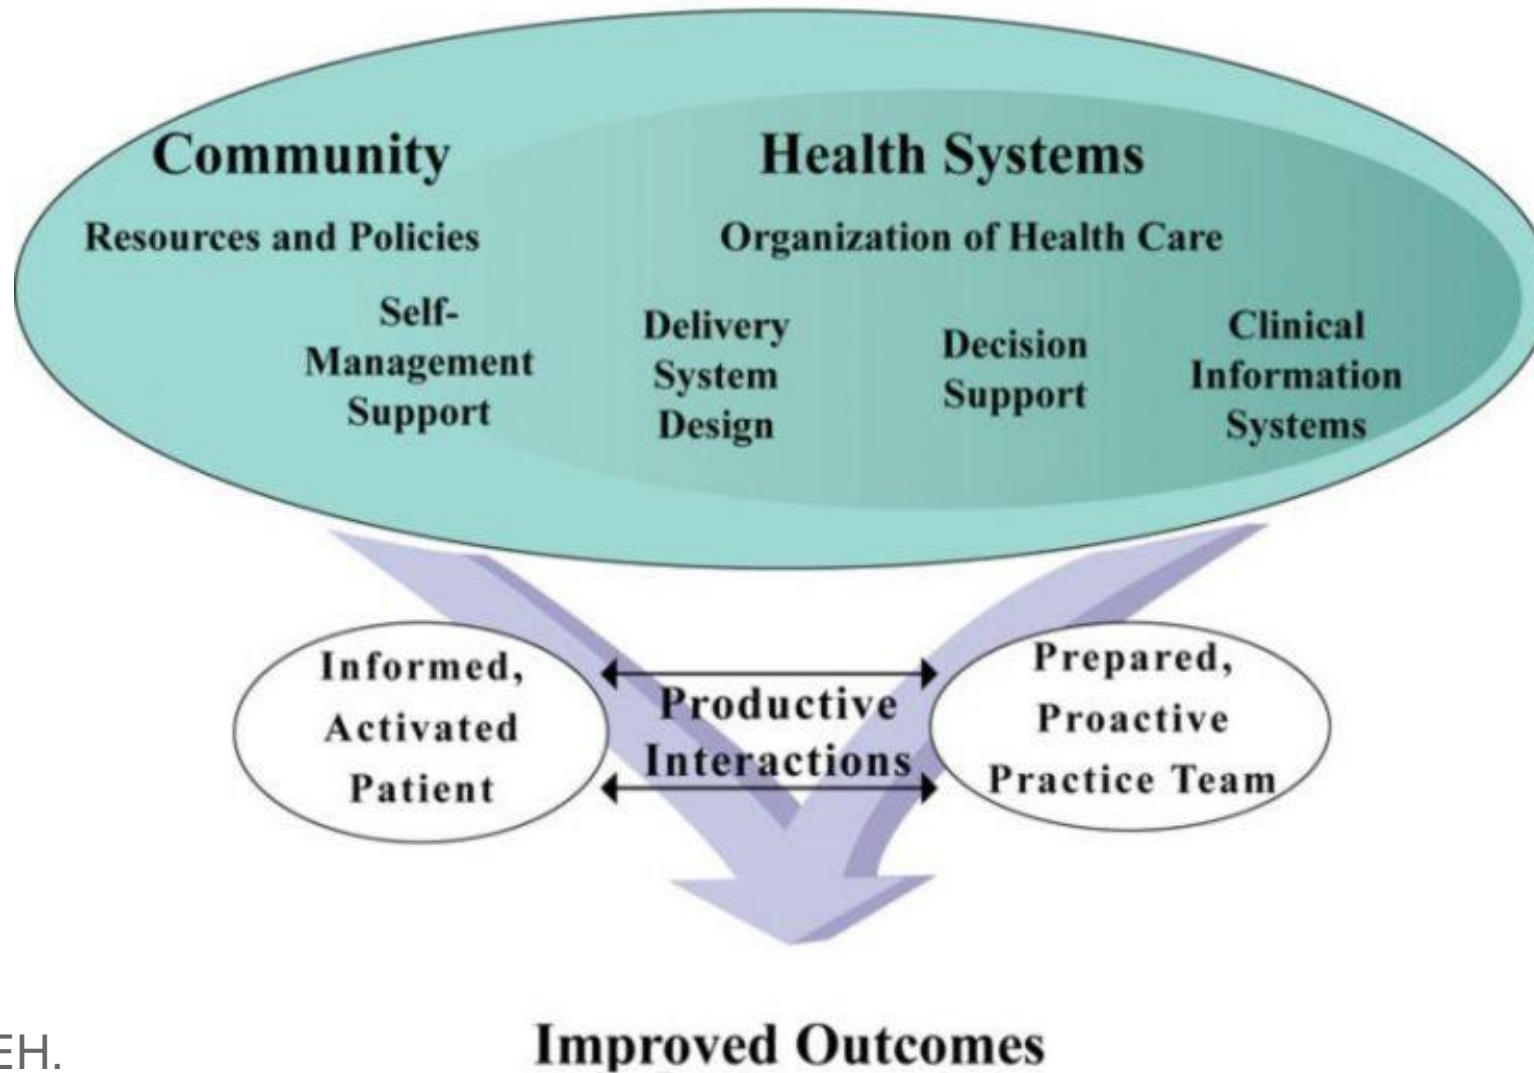 Community
Health Systems
Resources and Policies
Organization of Health Care
Self-
Management
Support
Delivery
System
Design
Decision
Support
Clinical
Information
Systems
Informed,
Activated
Patient
Productive
Interactions
Prepared,
Proactive
Practice Team
EH.
Improved Outcomes